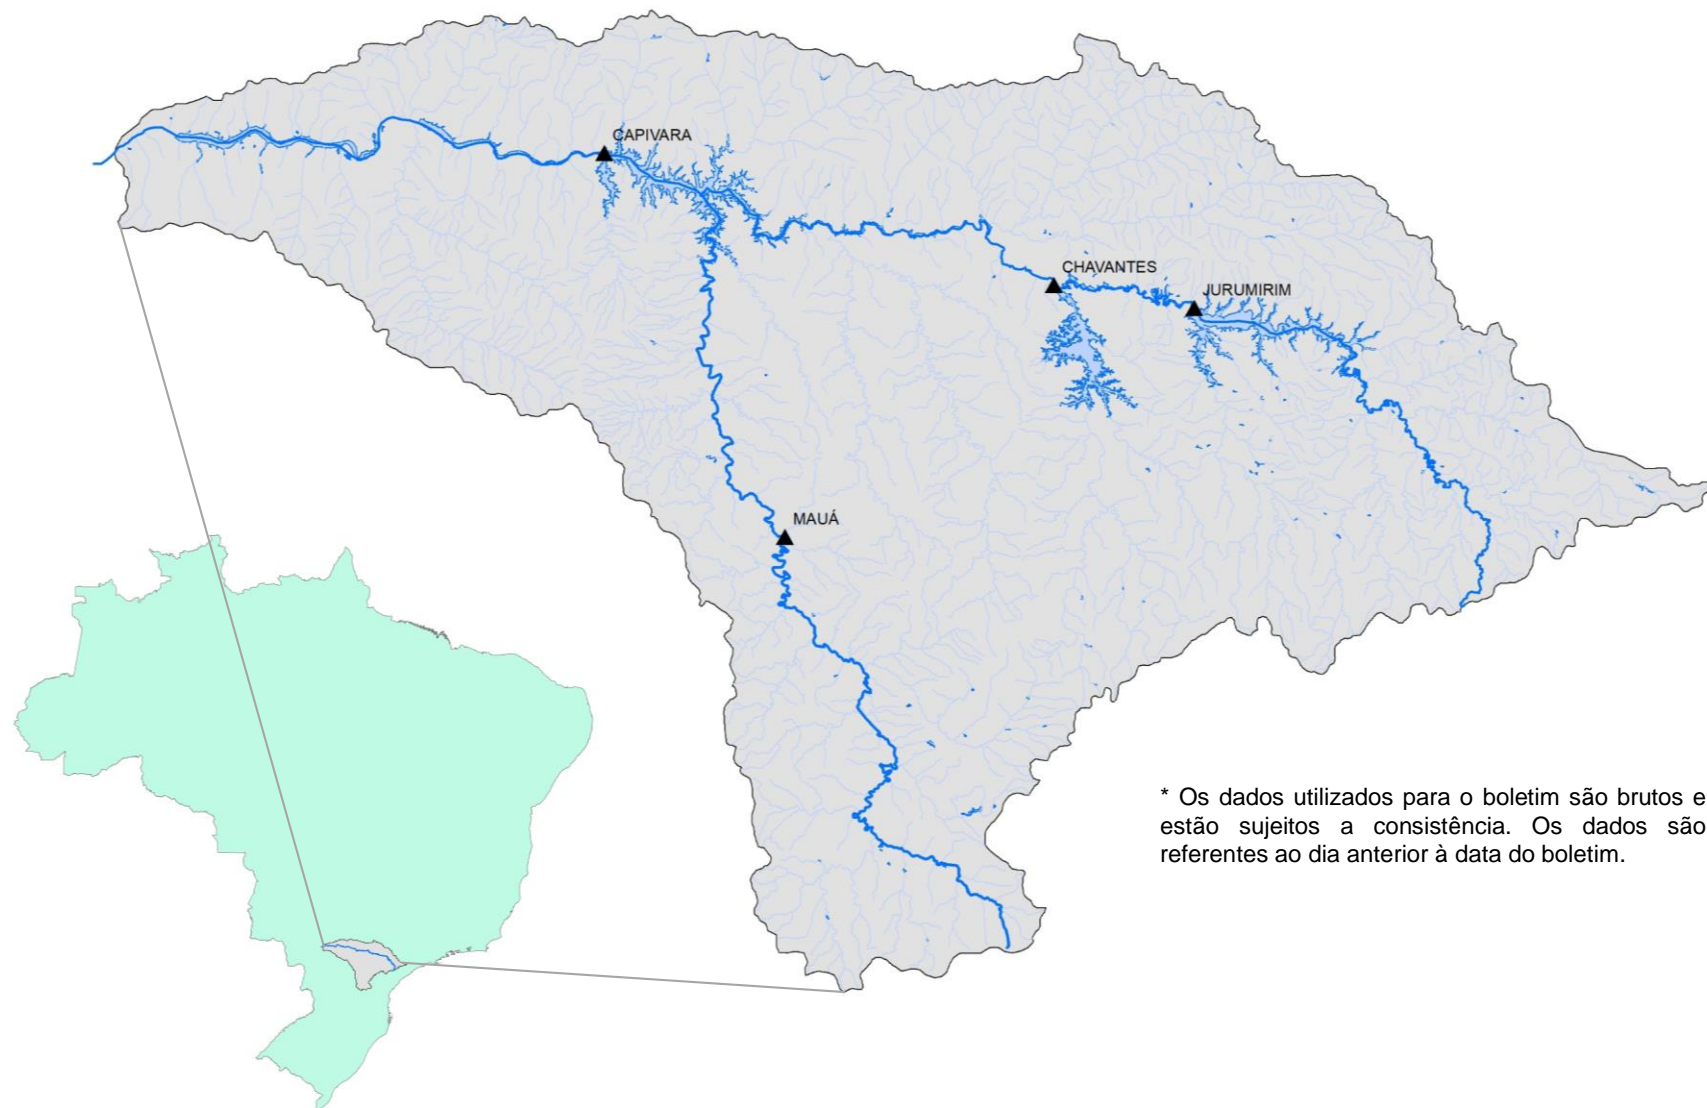 CAPIVARA
CHAVANTES
JURUMIRIM
MAUÁ
* Os dados utilizados para o boletim são brutos e
estão sujeitos a consistência. Os dados são
referentes ao dia anterior à data do boletim.